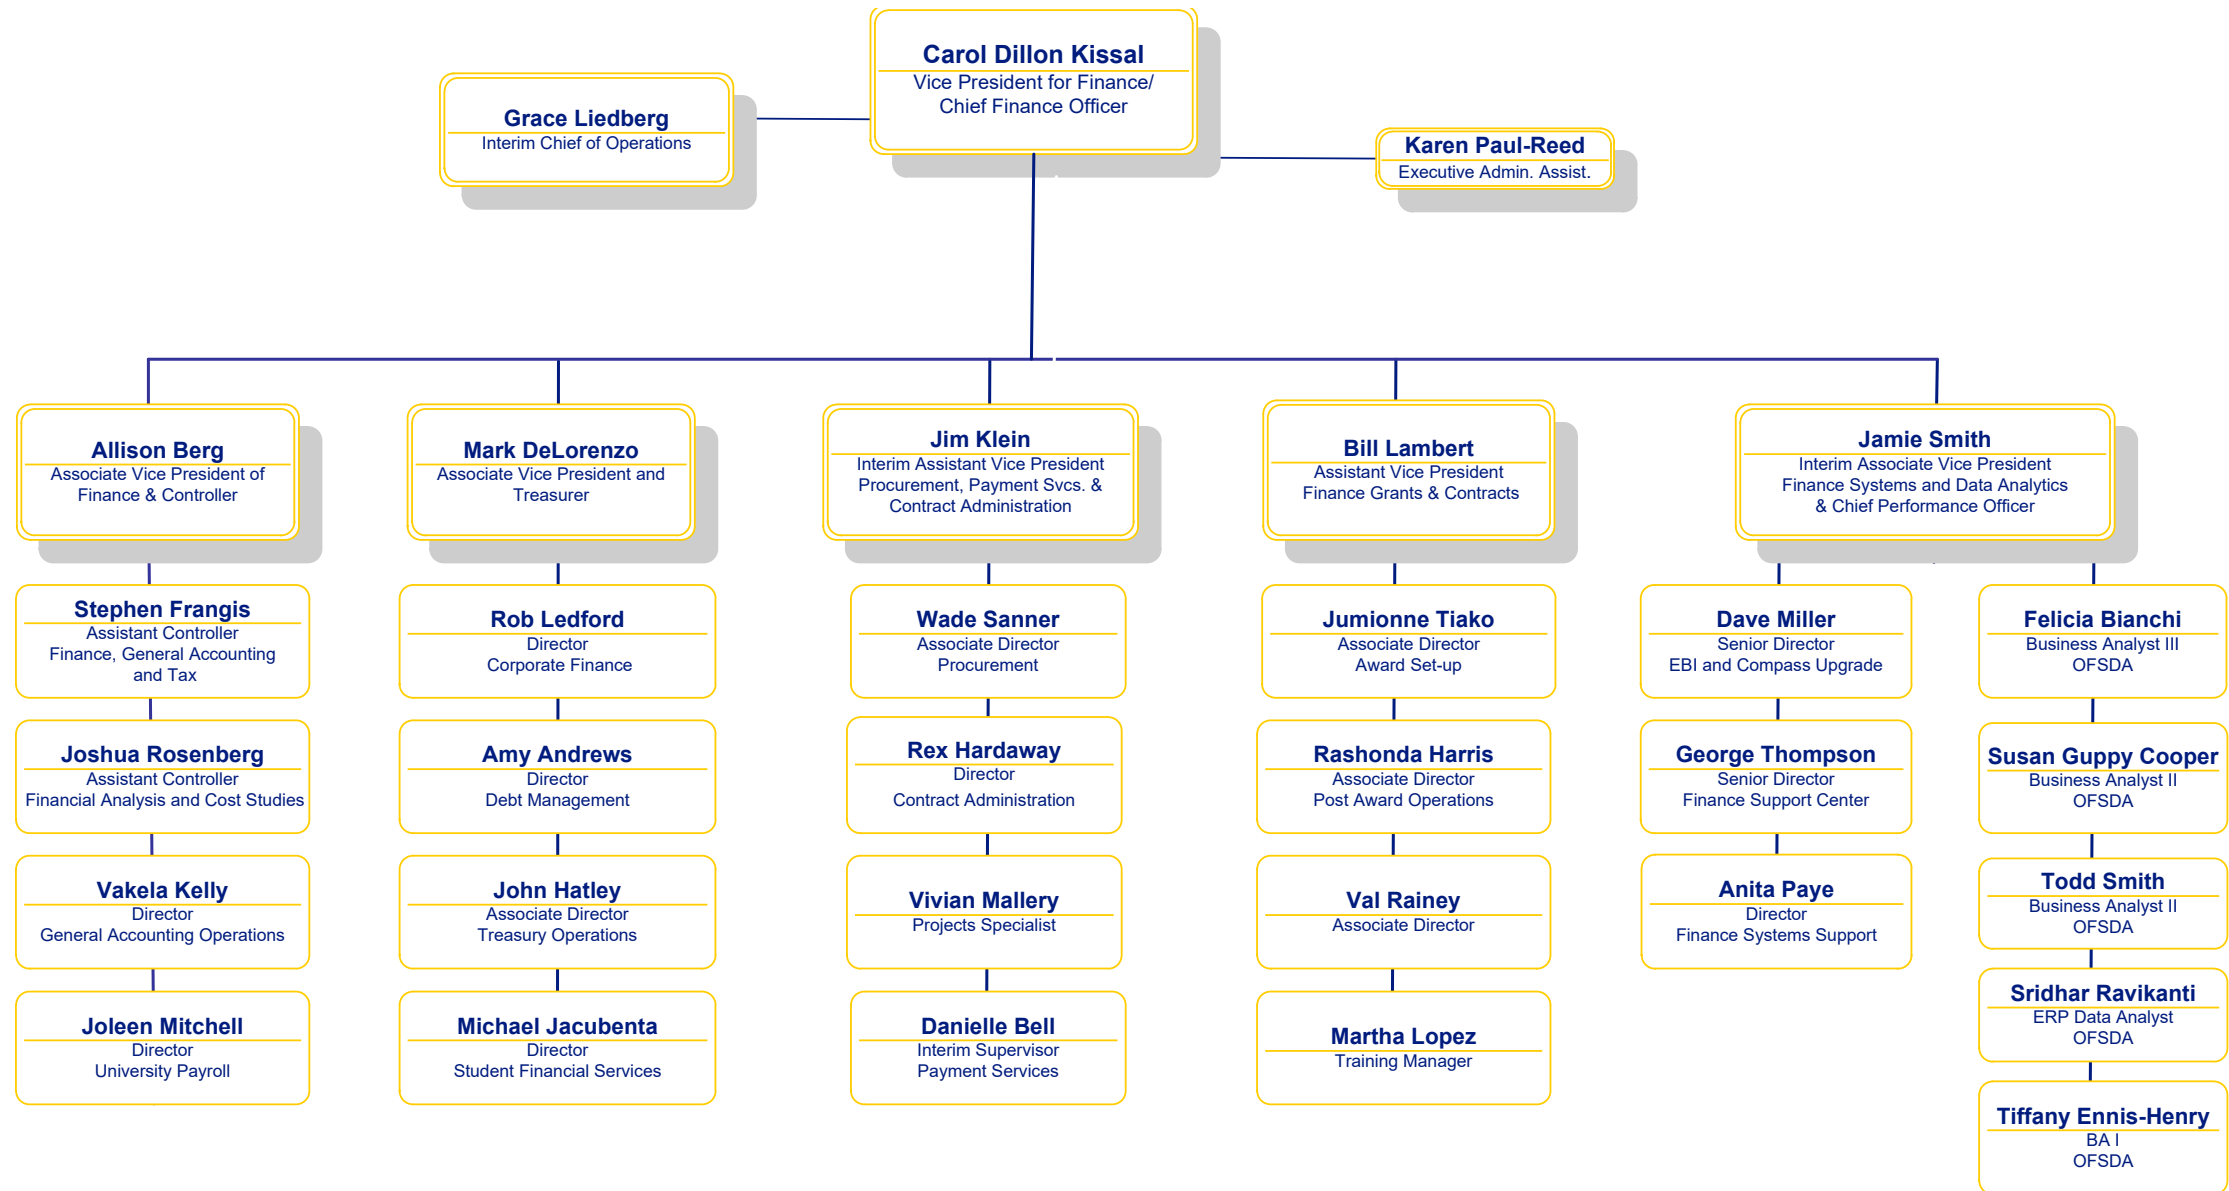 Carol Dillon Kissal
Vice President for Finance/
Chief Finance Officer
Grace Liedberg
Interim Chief of Operations
Karen Paul-Reed
Executive Admin. Assist.
Allison Berg
Associate Vice President of
Finance & Controller
Stephen Frangis
Assistant Controller
Finance, General Accounting
and Tax
Joshua Rosenberg
Assistant Controller
Financial Analysis and Cost Studies
Vakela Kelly
Director
General Accounting Operations
Joleen Mitchell
Director
University Payroll
Mark DeLorenzo
Associate Vice President and
Treasurer
Rob Ledford
Director
Corporate Finance
Amy Andrews
Director
Debt Management
John Hatley
Associate Director
Treasury Operations
Michael Jacubenta
Director
Student Financial Services
Jim Klein
Interim Assistant Vice President
Procurement, Payment Svcs. &
Contract Administration
Wade Sanner
Associate Director
Procurement
Rex Hardaway
Director
Contract Administration
Vivian Mallery
Projects Specialist
Danielle Bell
Interim Supervisor
Payment Services
Bill Lambert
Assistant Vice President
Finance Grants & Contracts
Jumionne Tiako
Associate Director
Award Set-up
Rashonda Harris
Associate Director
Post Award Operations
Val Rainey
Associate Director
Martha Lopez
Training Manager
Jamie Smith
Interim Associate Vice President
Finance Systems and Data Analytics
& Chief Performance Officer
Dave Miller
Senior Director
EBI and Compass Upgrade
George Thompson
Senior Director
Finance Support Center
Anita Paye
Director
Finance Systems Support
Felicia Bianchi
Business Analyst III
OFSDA
Susan Guppy Cooper
Business Analyst II
OFSDA
Todd Smith
Business Analyst II
OFSDA
Sridhar Ravikanti
ERP Data Analyst
OFSDA
Tiffany Ennis-Henry
BA I
OFSDA